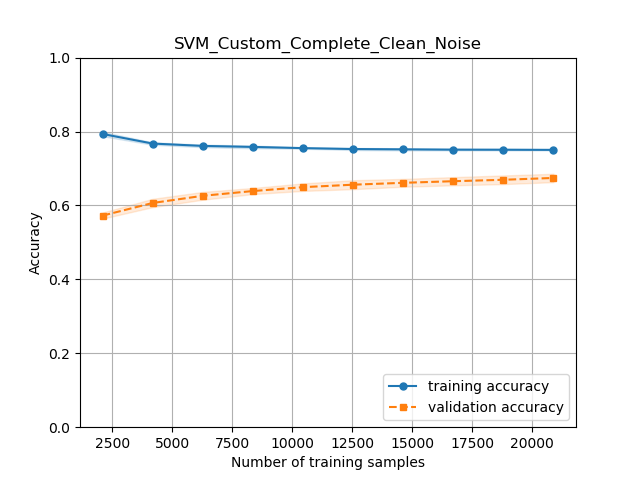 SVM_Custom_Complete_Clean_Noise
1.0
0.8
0.6
0.4
0.2
0.0
Accuracy
training accuracy
validation accuracy
2500 5000 7500 10000 12500 15000 17500 20000
Number of training samples